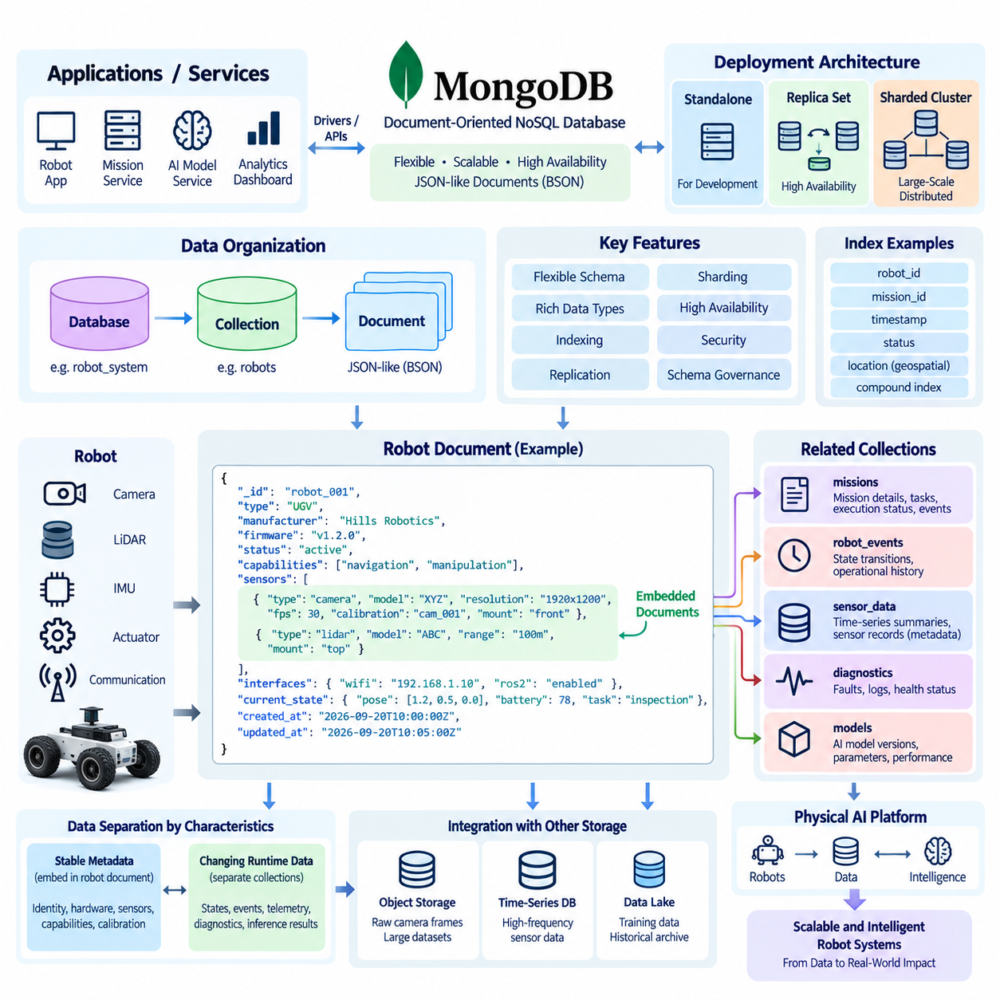 Applications / Services
Robot
App
Mission
Service
AI Model
Service
Analytics
Dashboard
Drivers /
APIs
MongoDB
Document-Oriented NoSQL Database
Flexible • Scalable • High Availability
JSON-like Documents (BSON)
Deployment Architecture
Standalone
For Development
Replica Set
High Availability
Sharded Cluster
Large-Scale
Distributed
Data Organization
Database
e.g. robot_system
Collection
e.g. robots
Document
JSON-like (BSON)
Key Features
Flexible Schema
Sharding
Rich Data Types
High Availability
Indexing
Security
Replication
Schema Governance
Index Examples
robot_id
mission_id
timestamp
status
location (geospatial)
compound index
Robot
Camera
LiDAR
IMU
Actuator
Communication
Robot Document (Example)
{
"_id": "robot_001",
"type": "UGV",
"manufacturer": "Hills Robotics",
"firmware": "v1.2.0",
"status": "active",
"capabilities": ["navigation", "manipulation"],
"sensors": [
{ "type": "camera", "model": "XYZ", "resolution": "1920x1200",
"fps": 30, "calibration": "cam_001", "mount": "front" },
{ "type": "lidar", "model": "ABC", "range": "100m",
"mount": "top" }
],
"interfaces": { "wifi": "192.168.1.10", "ros2": "enabled" },
"current_state": { "pose": [1.2, 0.5, 0.0], "battery": 78, "task": "inspection" },
"created_at": "2026-09-20T10:00:00Z",
"updated_at": "2026-09-20T10:05:00Z"
}
Embedded
Documents
Related Collections
missions
Mission details, tasks,
execution status, events
robot_events
State transitions,
operational history
sensor_data
Time-series summaries,
sensor records (metadata)
diagnostics
Faults, logs, health status
models
AI model versions,
parameters, performance
Data Separation by Characteristics
Stable Metadata
(embed in robot document)
Identity, hardware, sensors,
capabilities, calibration
Changing Runtime Data
(separate collections)
States, events, telemetry,
diagnostics, inference results
Integration with Other Storage
Object Storage
Raw camera frames
Large datasets
Time-Series DB
High-frequency
sensor data
Data Lake
Training data
Historical archive
Physical AI Platform
Robots
Data
Intelligence
Scalable and Intelligent
Robot Systems
From Data to Real-World Impact